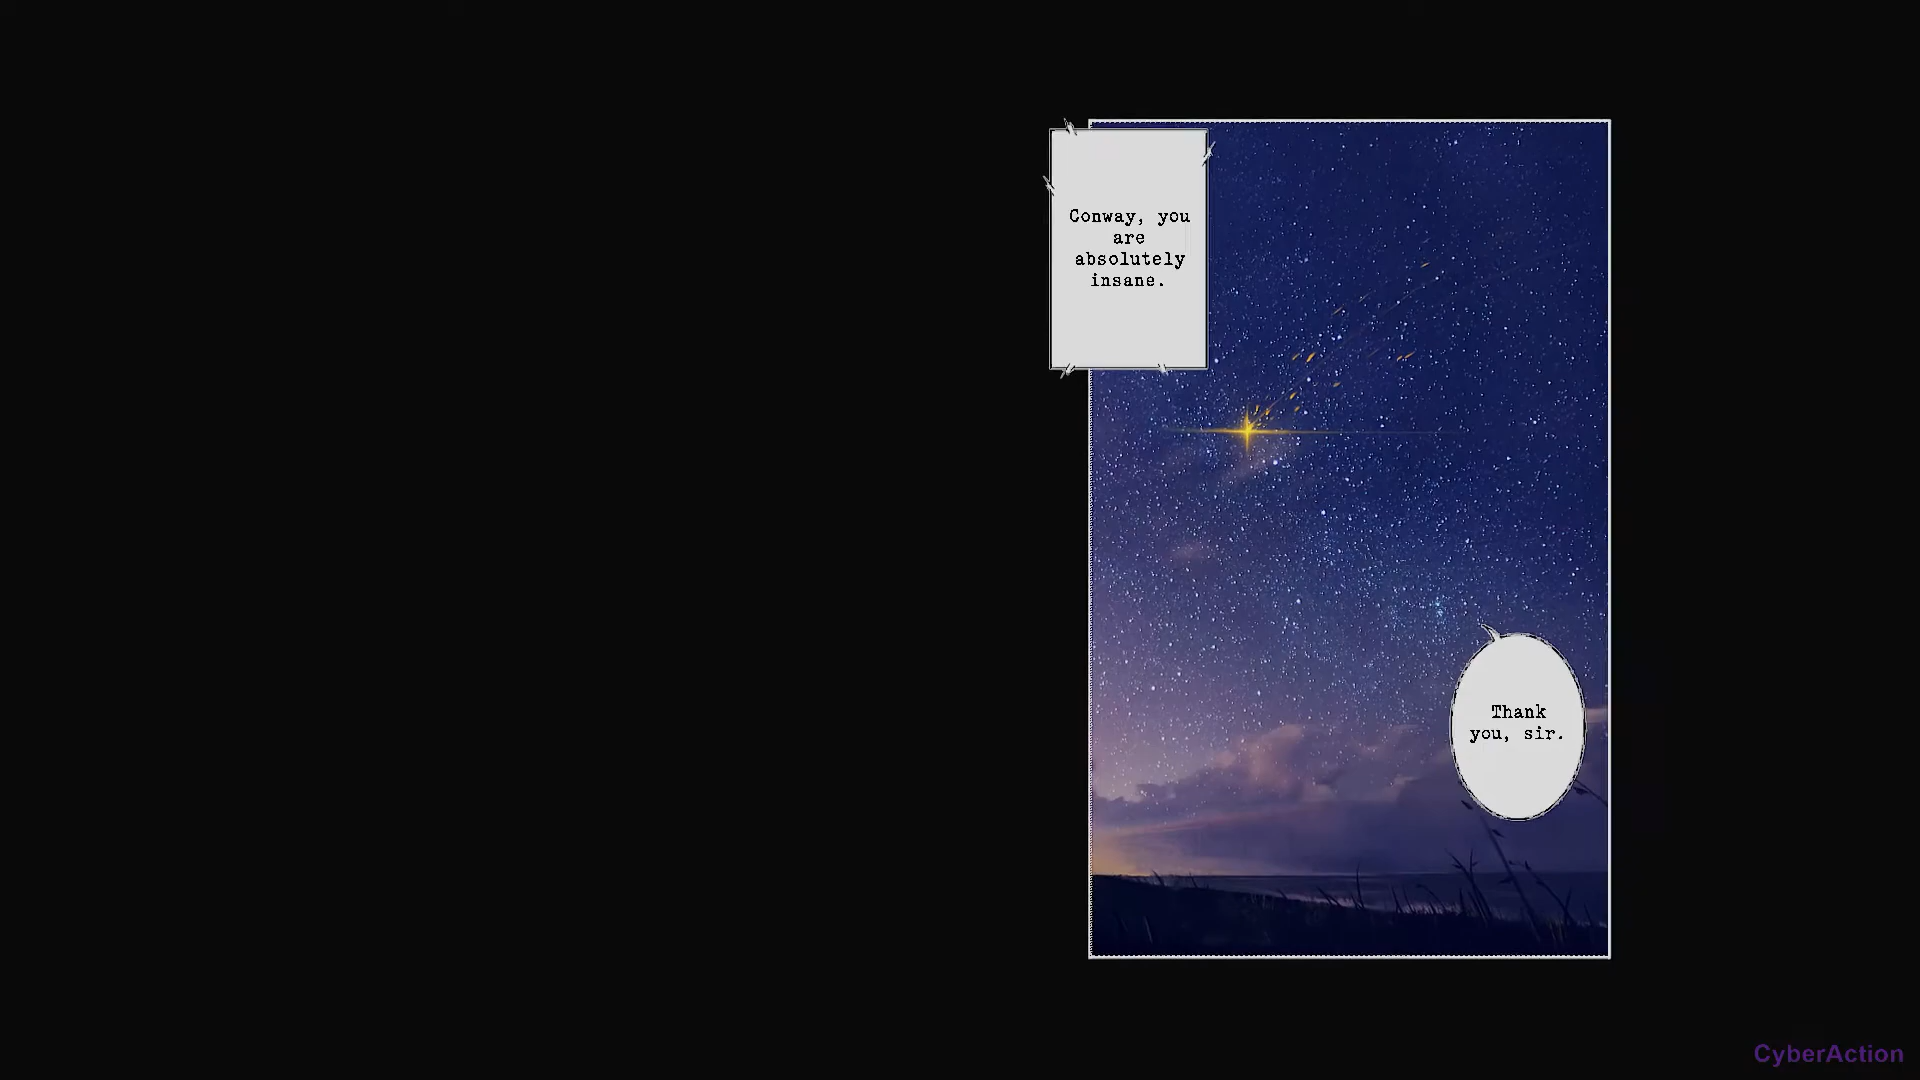 Conway, you
are
absolutely
insane.
Thank
you, sir.
CyberAction